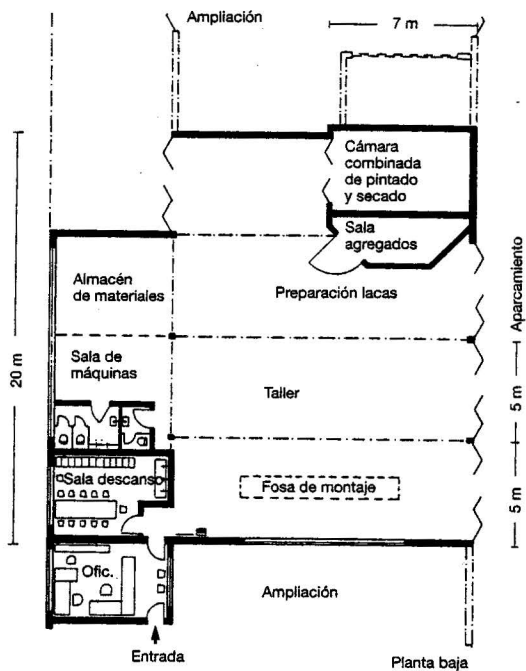 Ampliación
7 m
Cámara
combinada
de pintado
y secado
Sala
agregados
Almacén
de materiales
Preparación lacas
Aparcamiento
20 m
Sala de
máquinas
Taller
5 m
Sala descanso
Fosa de montaje
5 m
Ofic.
Ampliación
Entrada
Planta baja